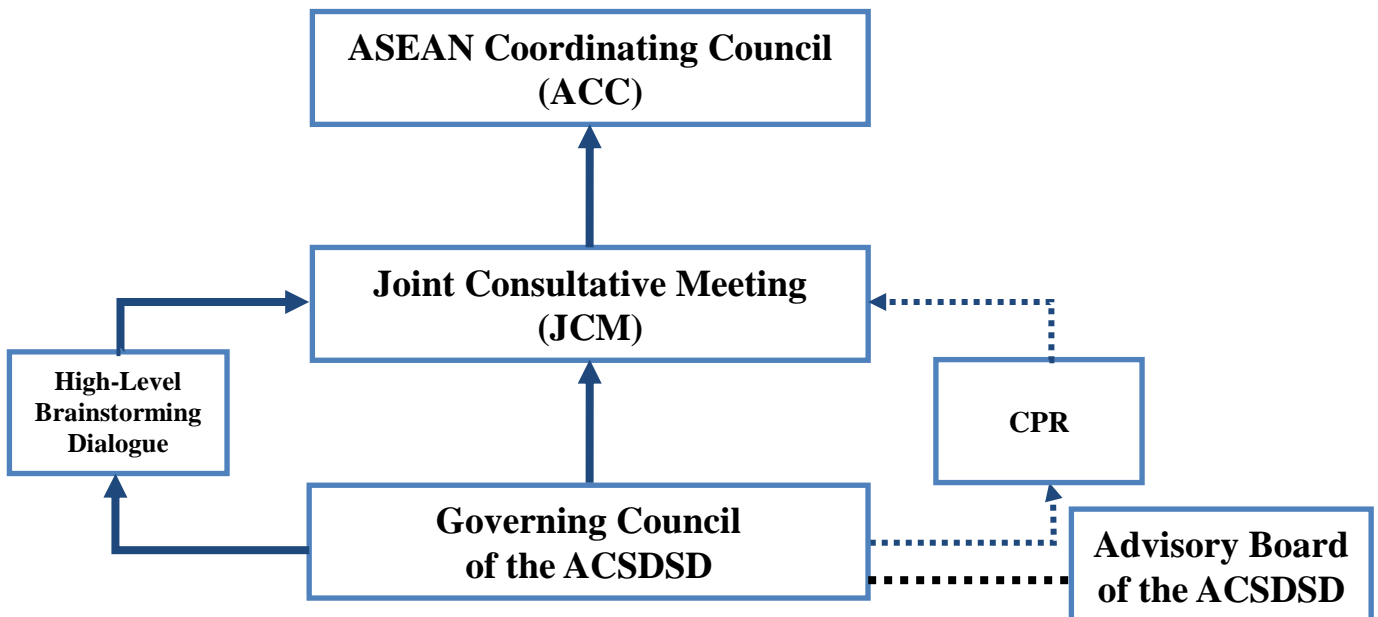 ASEAN Coordinating Council
(ACC)
Joint Consultative Meeting
(JCM)
High-Level
Brainstorming
Dialogue
CPR
Governing Council
of the ACSDSD
Advisory Board
of the ACSDSD